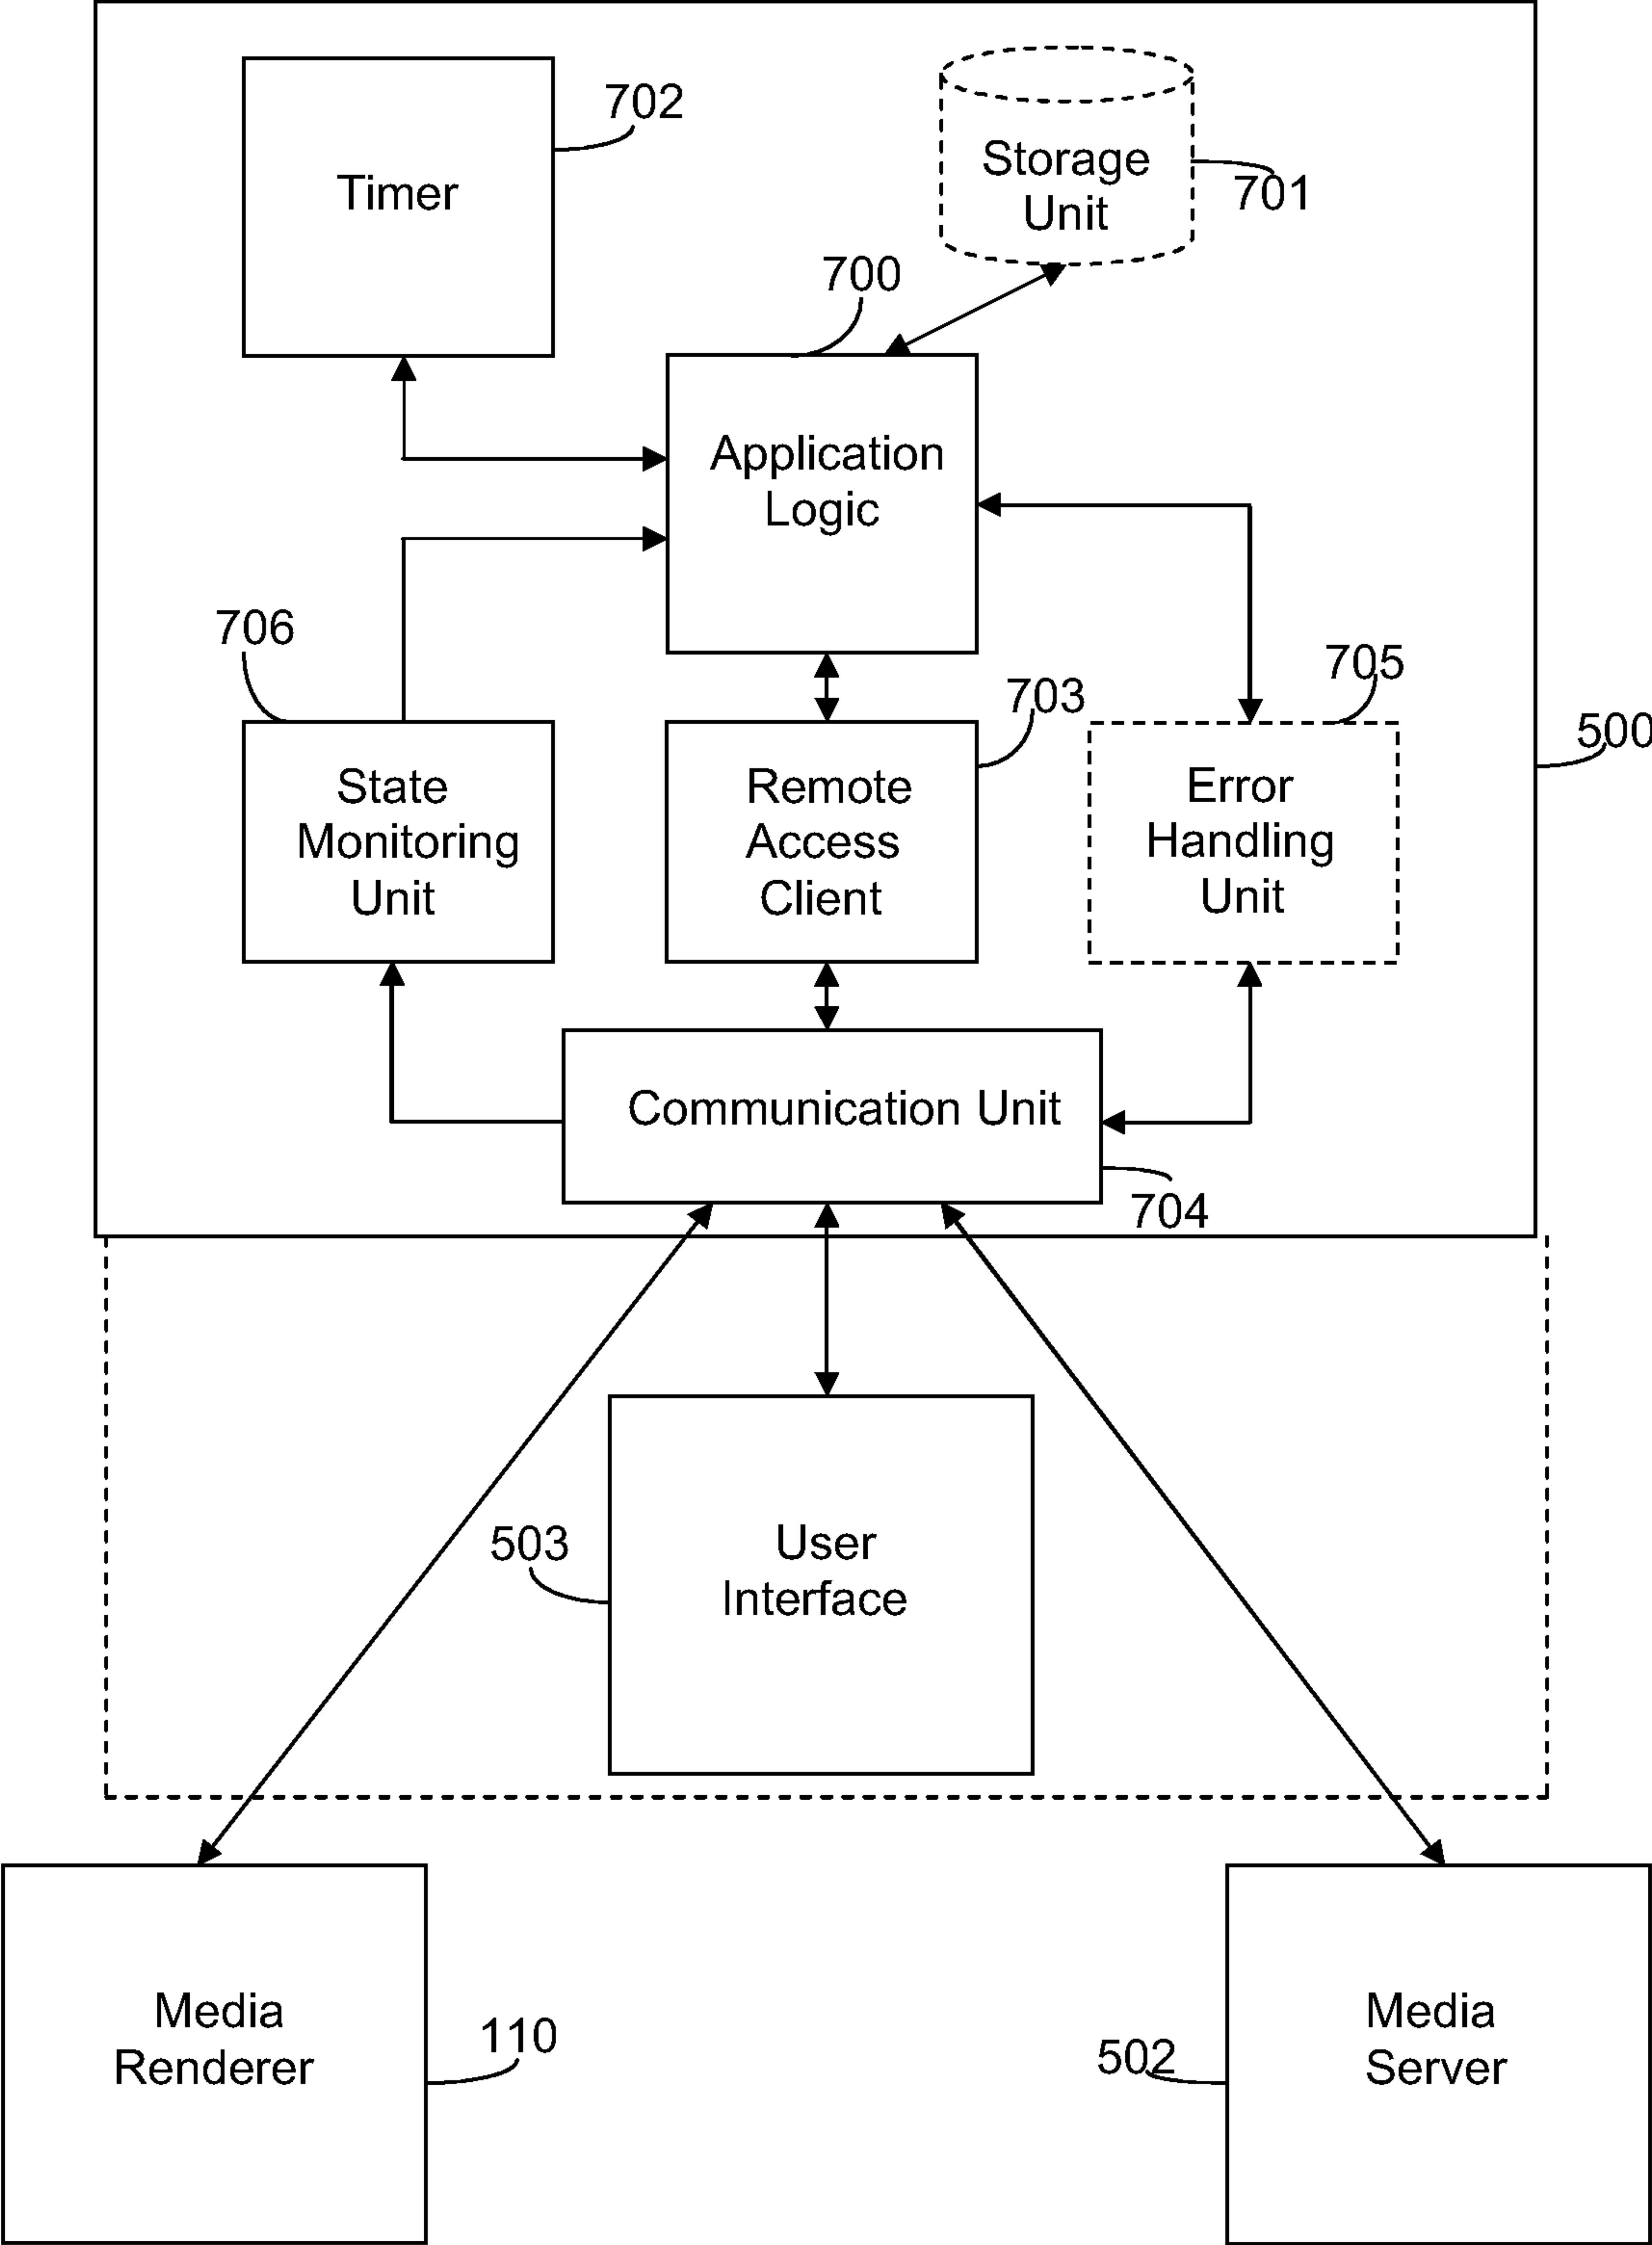 702
Timer
Storage
Unit
701
700
Application
Logic
706
705
703
500
State
Monitoring
Unit
Remote
Access
Client
Error
Handling
Unit
Communication Unit
704
503
User
Interface
Media
Renderer
110
502
Media
Server